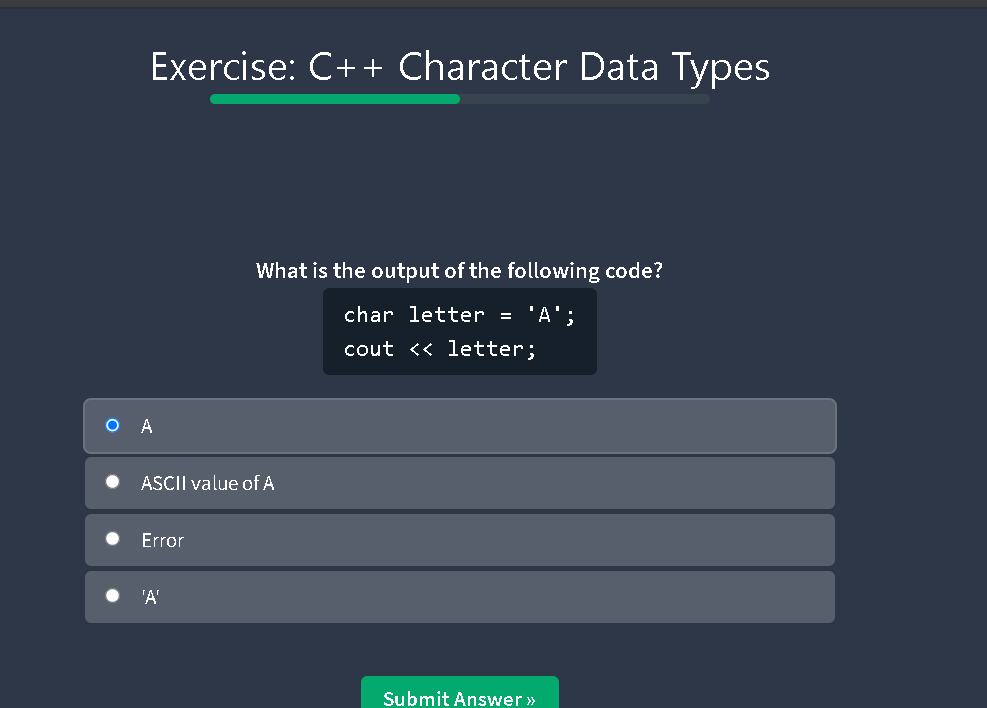 Exercise: C++ Character Data Types
What is the output of the following code?
char letter = 'A';
cout << letter;
A
ASCII value of A
Error
'A'
Submit Answer »